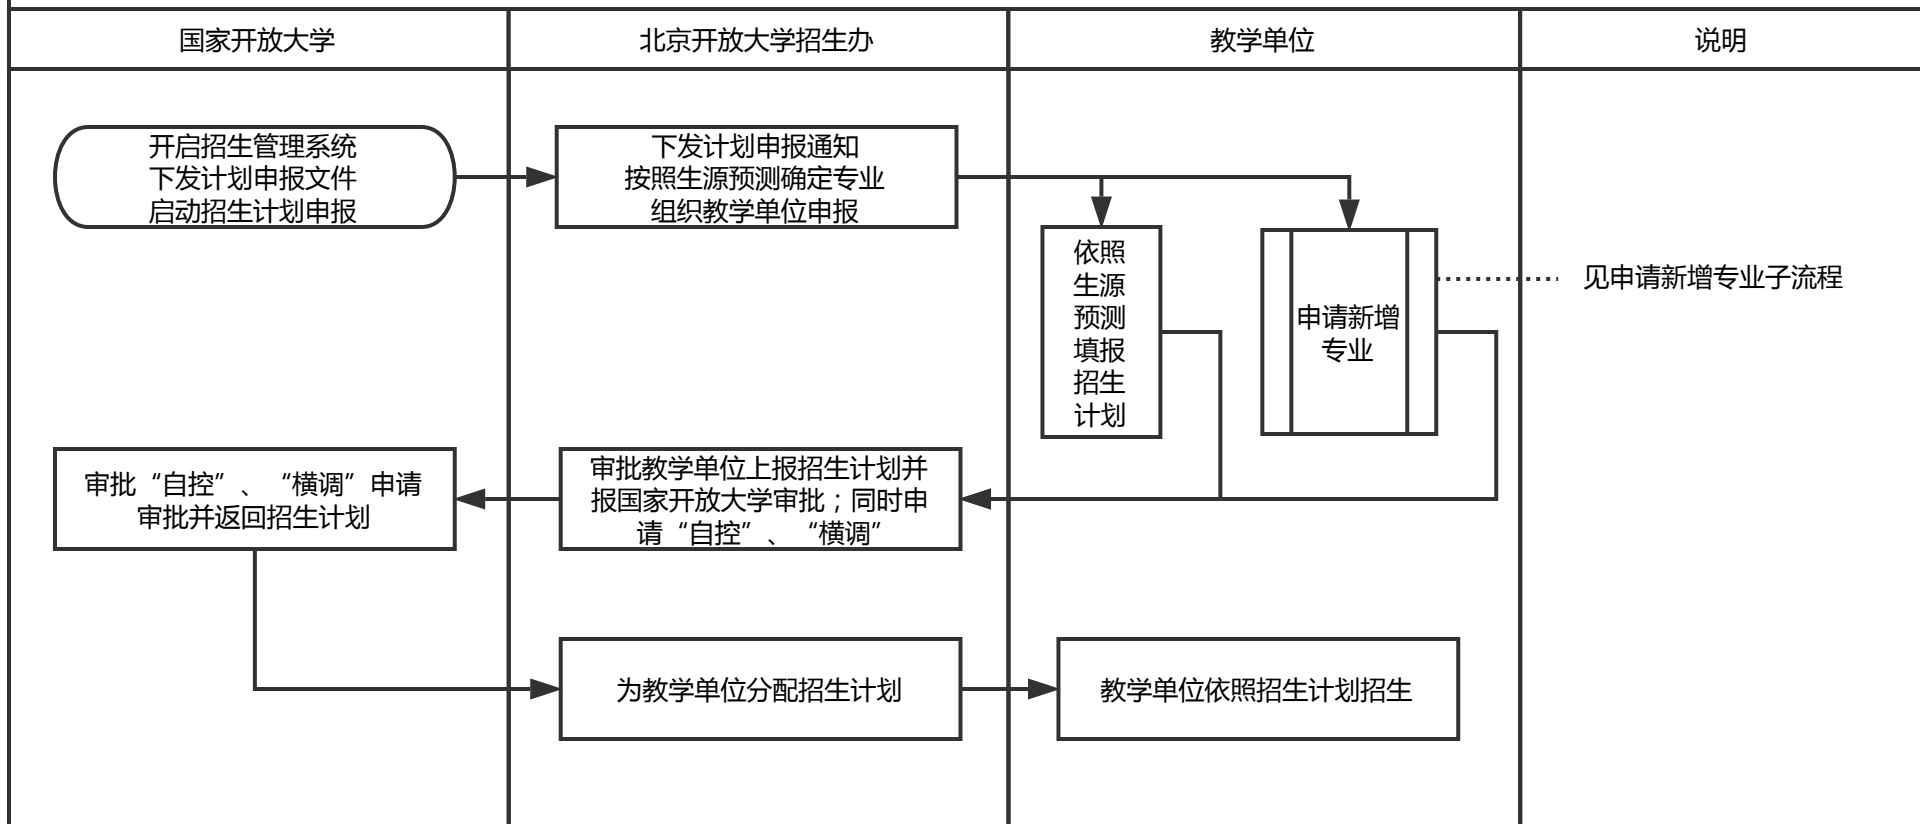 国家开放大学
北京开放大学招生办
教学单位
说明
开启招生管理系统
下发计划申报文件
启动招生计划申报
下发计划申报通知
按照生源预测确定专业
组织教学单位申报
依照
生源
预测
填报
招生
计划
申请新增
专业
见申请新增专业子流程
审批“自控”、“横调”申请
审批并返回招生计划
审批教学单位上报招生计划并
报国家开放大学审批；同时申
请“自控”、“横调”
为教学单位分配招生计划
教学单位依照招生计划招生